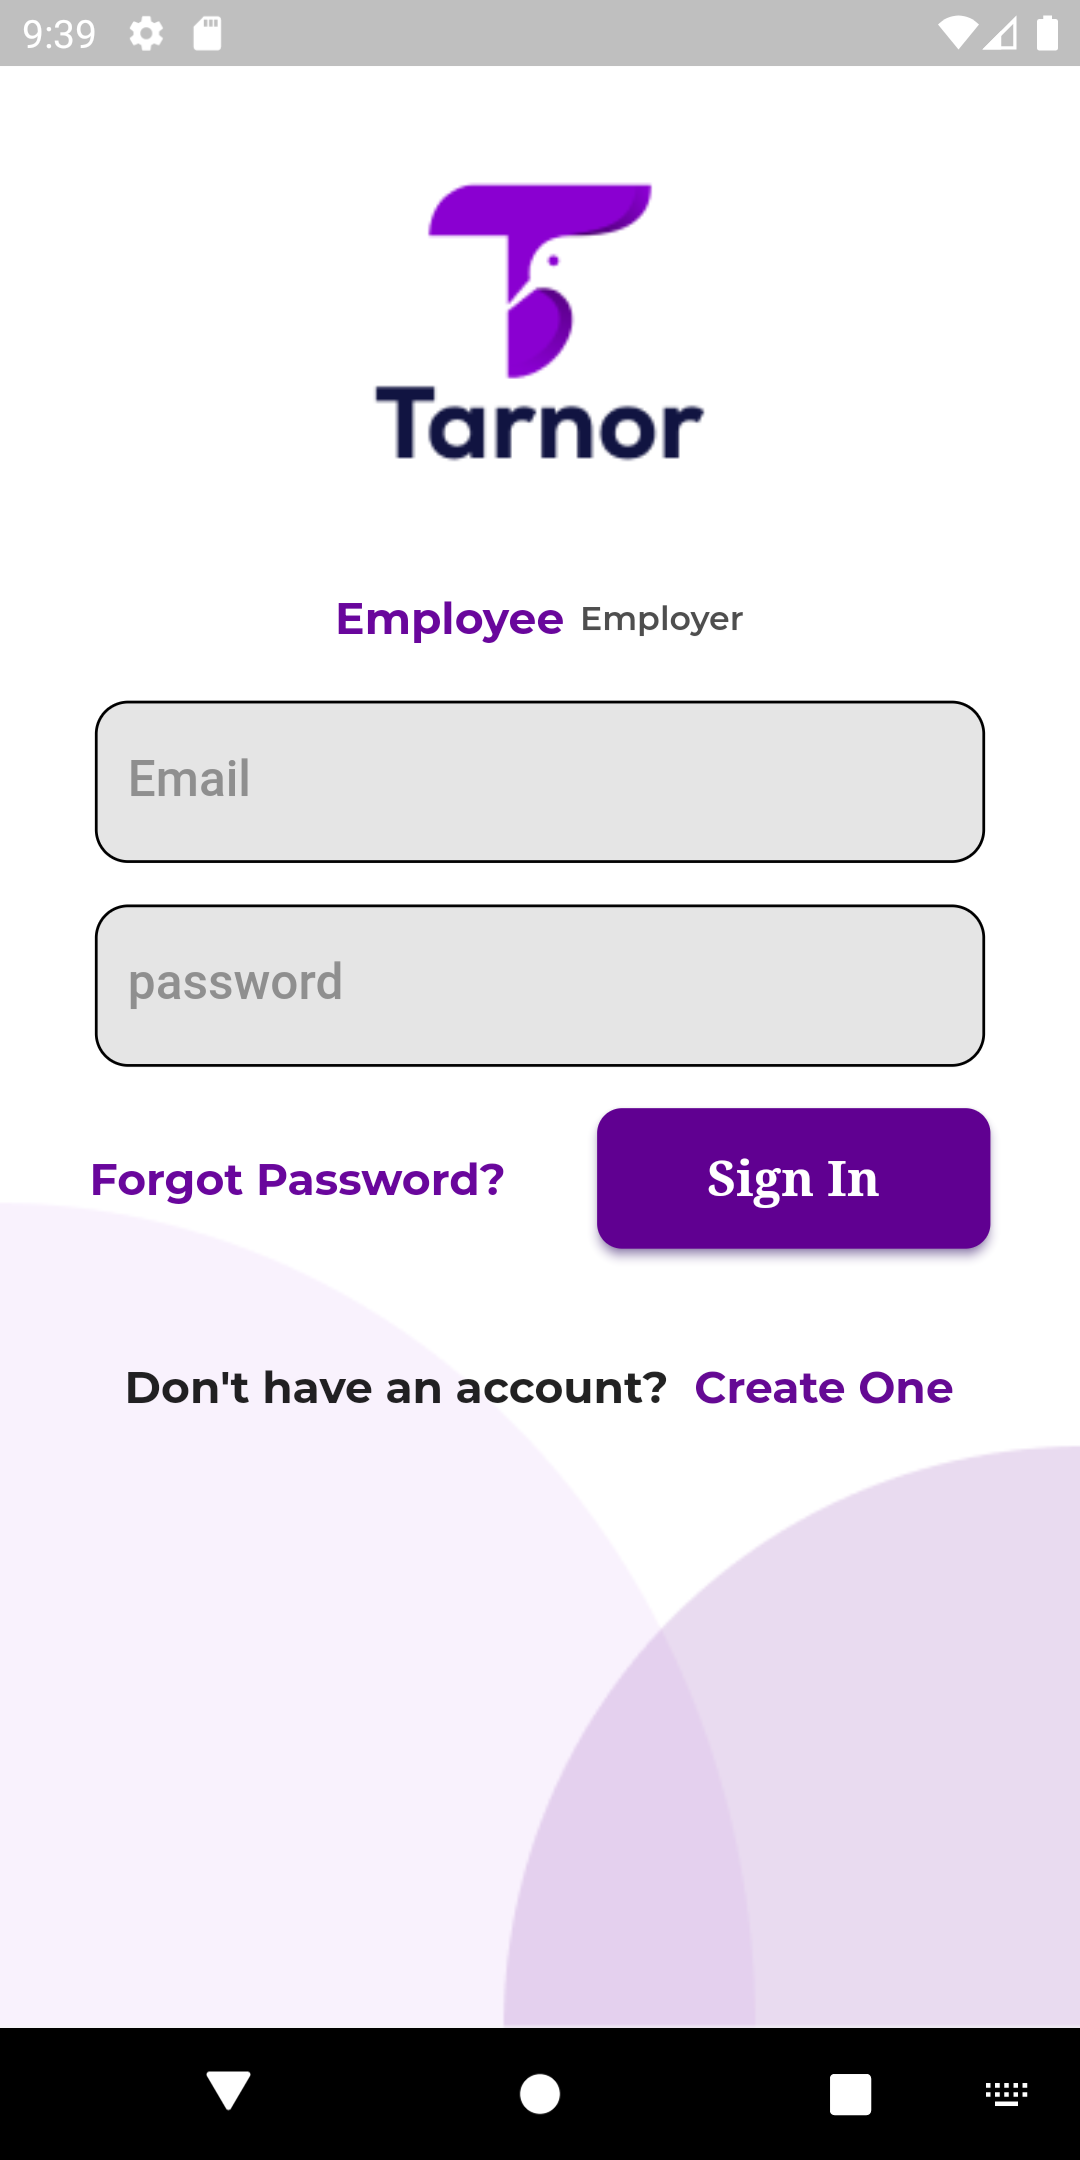 9:39
Tarnor
Employee Employer
Email
password
Forgot Password? Sign In
Don't have an account? Create One